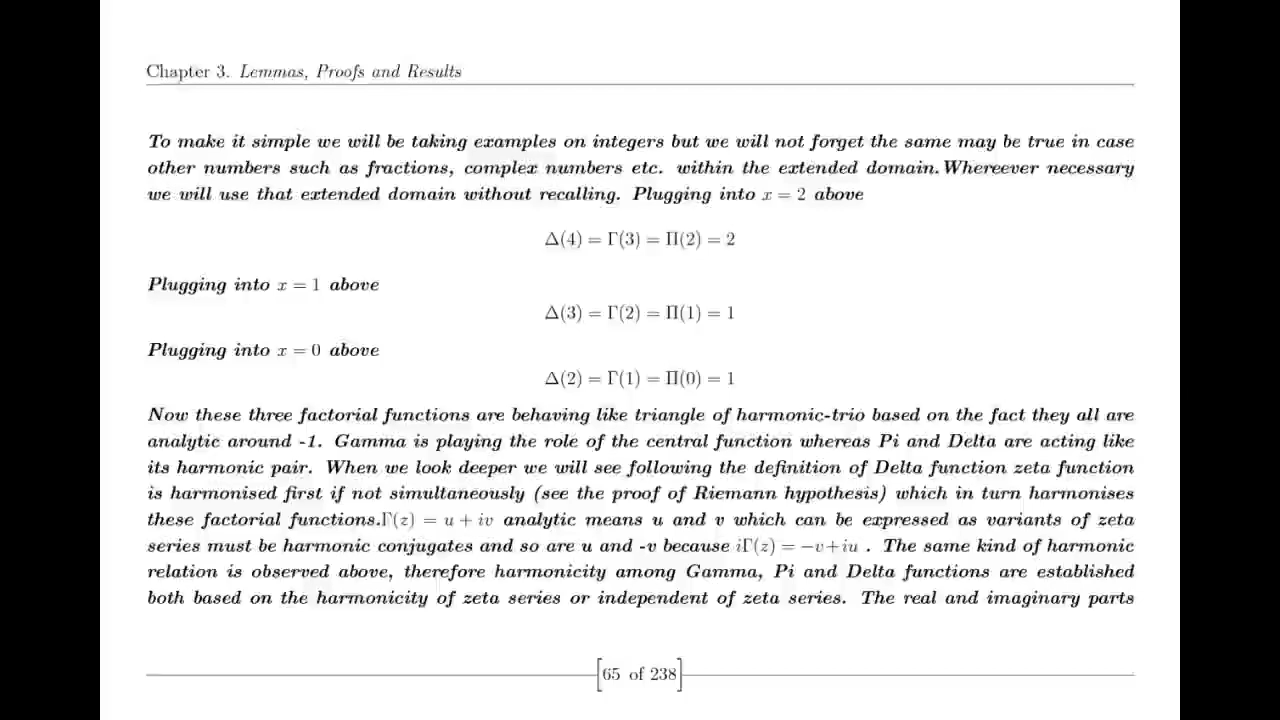 Chapter 3. Lemmas, Proofs and Results
To make it simple we will be taking examples on integers but we will not forget the same may be true in case
other numbers such as fractions, complex numbers etc. within the extended domain.Whereever necessary
we will use that extended domain without recalling. Plugging into x = 2 above
Δ(4) = Γ(3) = Π(2) = 2
Plugging into x = 1 above
Δ(3) = Γ(2) = Π(1) = 1
Plugging into x = 0 above
Δ(2) = Γ(1) = Π(0) = 1
Now these three factorial functions are behaving like triangle of harmonic-trio based on the fact they all are
analytic around -1. Gamma is playing the role of the central function whereas Pi and Delta are acting like
its harmonic pair. When we look deeper we will see following the definition of Delta function zeta function
is harmonised first if not simultaneously (see the proof of Riemann hypothesis) which in turn harmonises
these factorial functions.Γ(z) = u + iv analytic means u and v which can be expressed as variants of zeta
series must be harmonic conjugates and so are u and -v because iΓ(z) = −v+iu . The same kind of harmonic
relation is observed above, therefore harmonicity among Gamma, Pi and Delta functions are established
both based on the harmonicity of zeta series or independent of zeta series. The real and imaginary parts
65 of 238